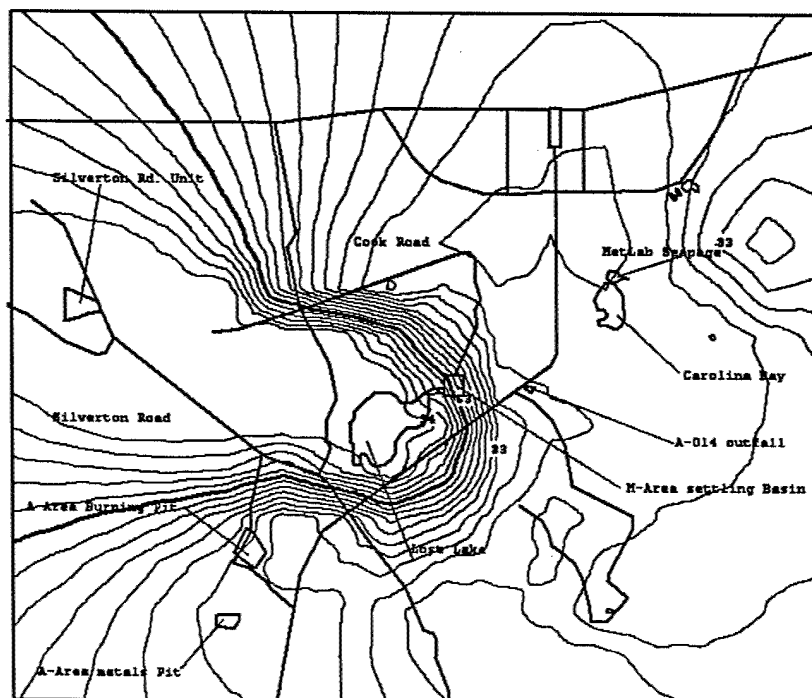 Silverton Rd. Unit
Cook Road
33
MetLab Seepage
Carolina Bay
Silverton Road
A-014 outfall
33
M-Area settling Basin
A-Area Burning Pit
Lost Lake
A-Area metals Pit